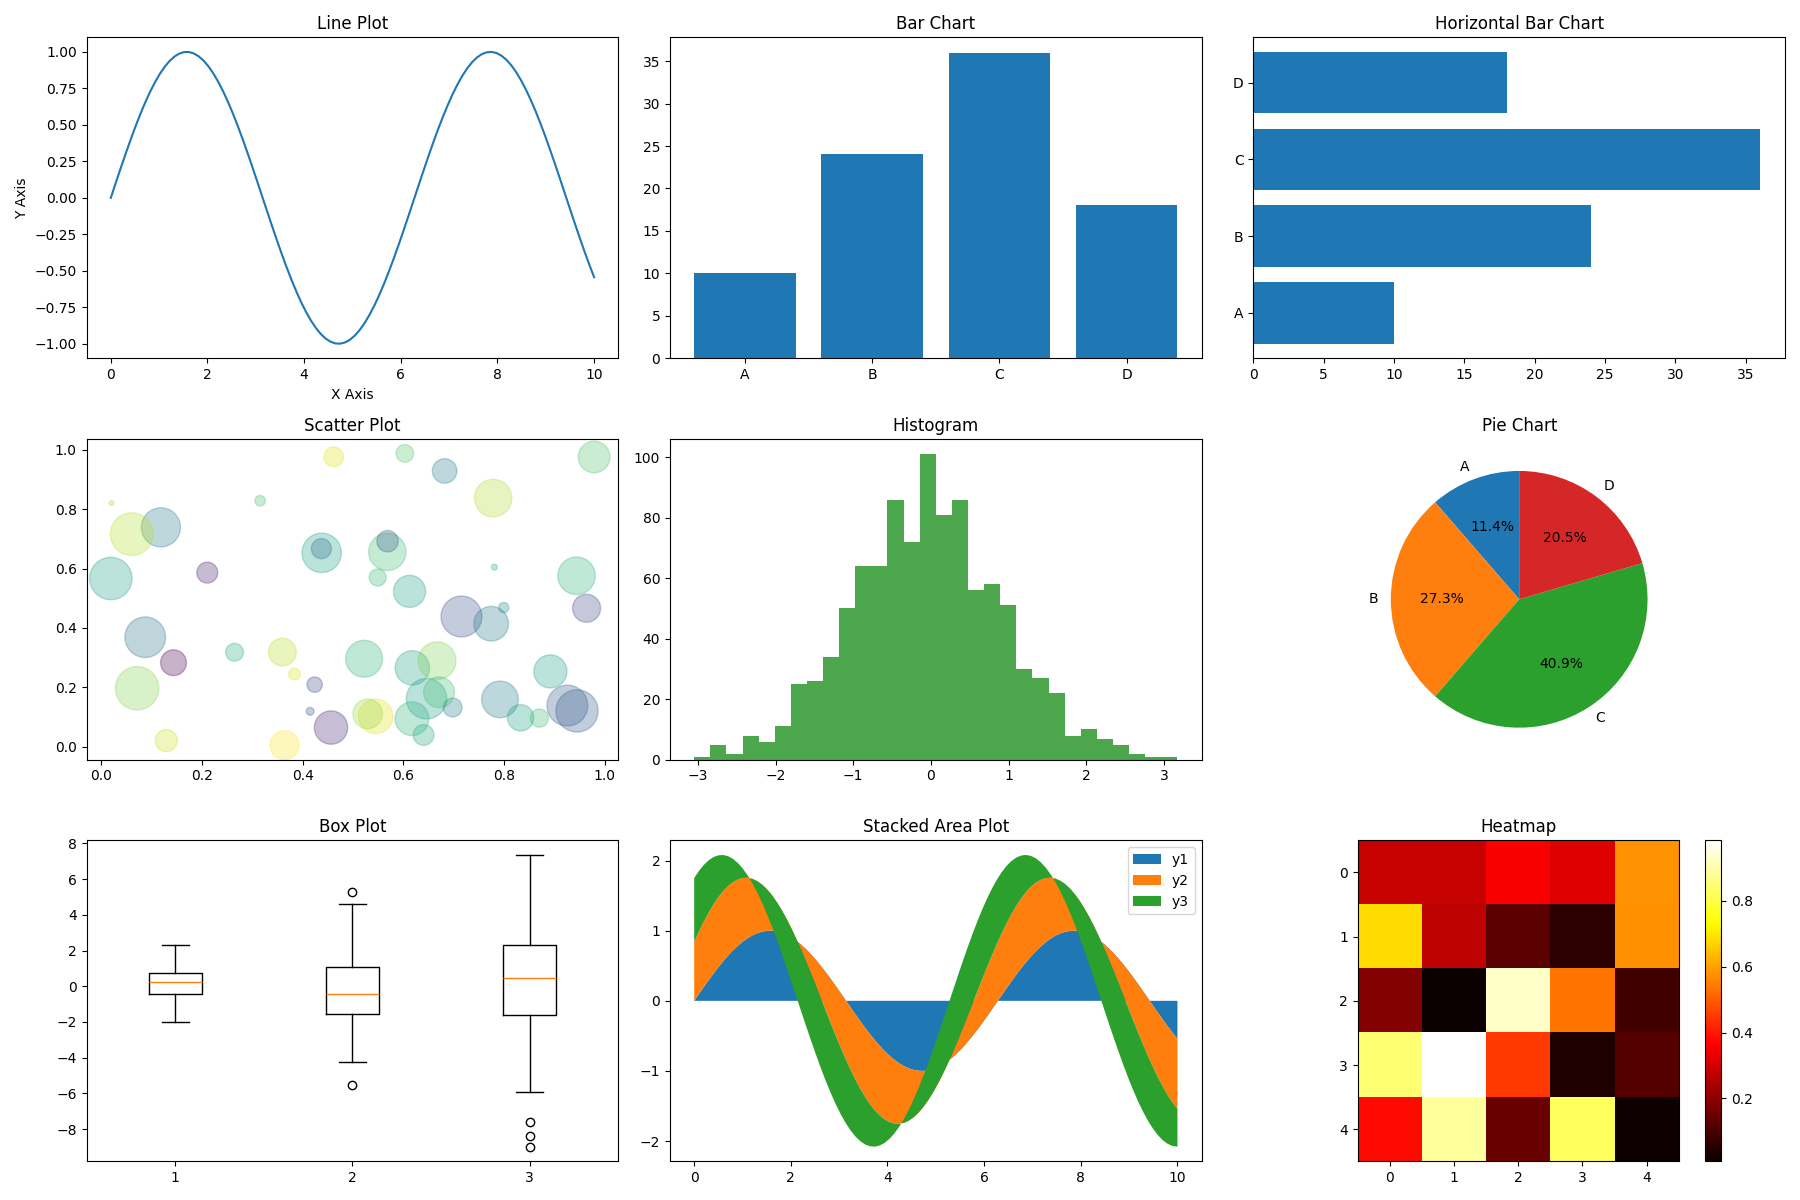 Line Plot
1.00
0.75
0.50
0.25
0.00
−0.25
−0.50
−0.75
−1.00
Y Axis
0 2 4 6 8 10
X Axis
Bar Chart
35
30
25
20
15
10
5
0
A B C D
Horizontal Bar Chart
D
C
B
A
0 5 10 15 20 25 30 35
Scatter Plot
1.0
0.8
0.6
0.4
0.2
0.0
0.0 0.2 0.4 0.6 0.8 1.0
Histogram
100
80
60
40
20
0
−3 −2 −1 0 1 2 3
Pie Chart
A
D
11.4%
20.5%
B
27.3%
40.9%
C
Box Plot
8
6
4
2
0
−2
−4
−6
−8
1 2 3
Stacked Area Plot
y1
y2
y3
2
1
0
−1
−2
0 2 4 6 8 10
Heatmap
0
1
2
3
4
0 1 2 3 4
0.8
0.6
0.4
0.2